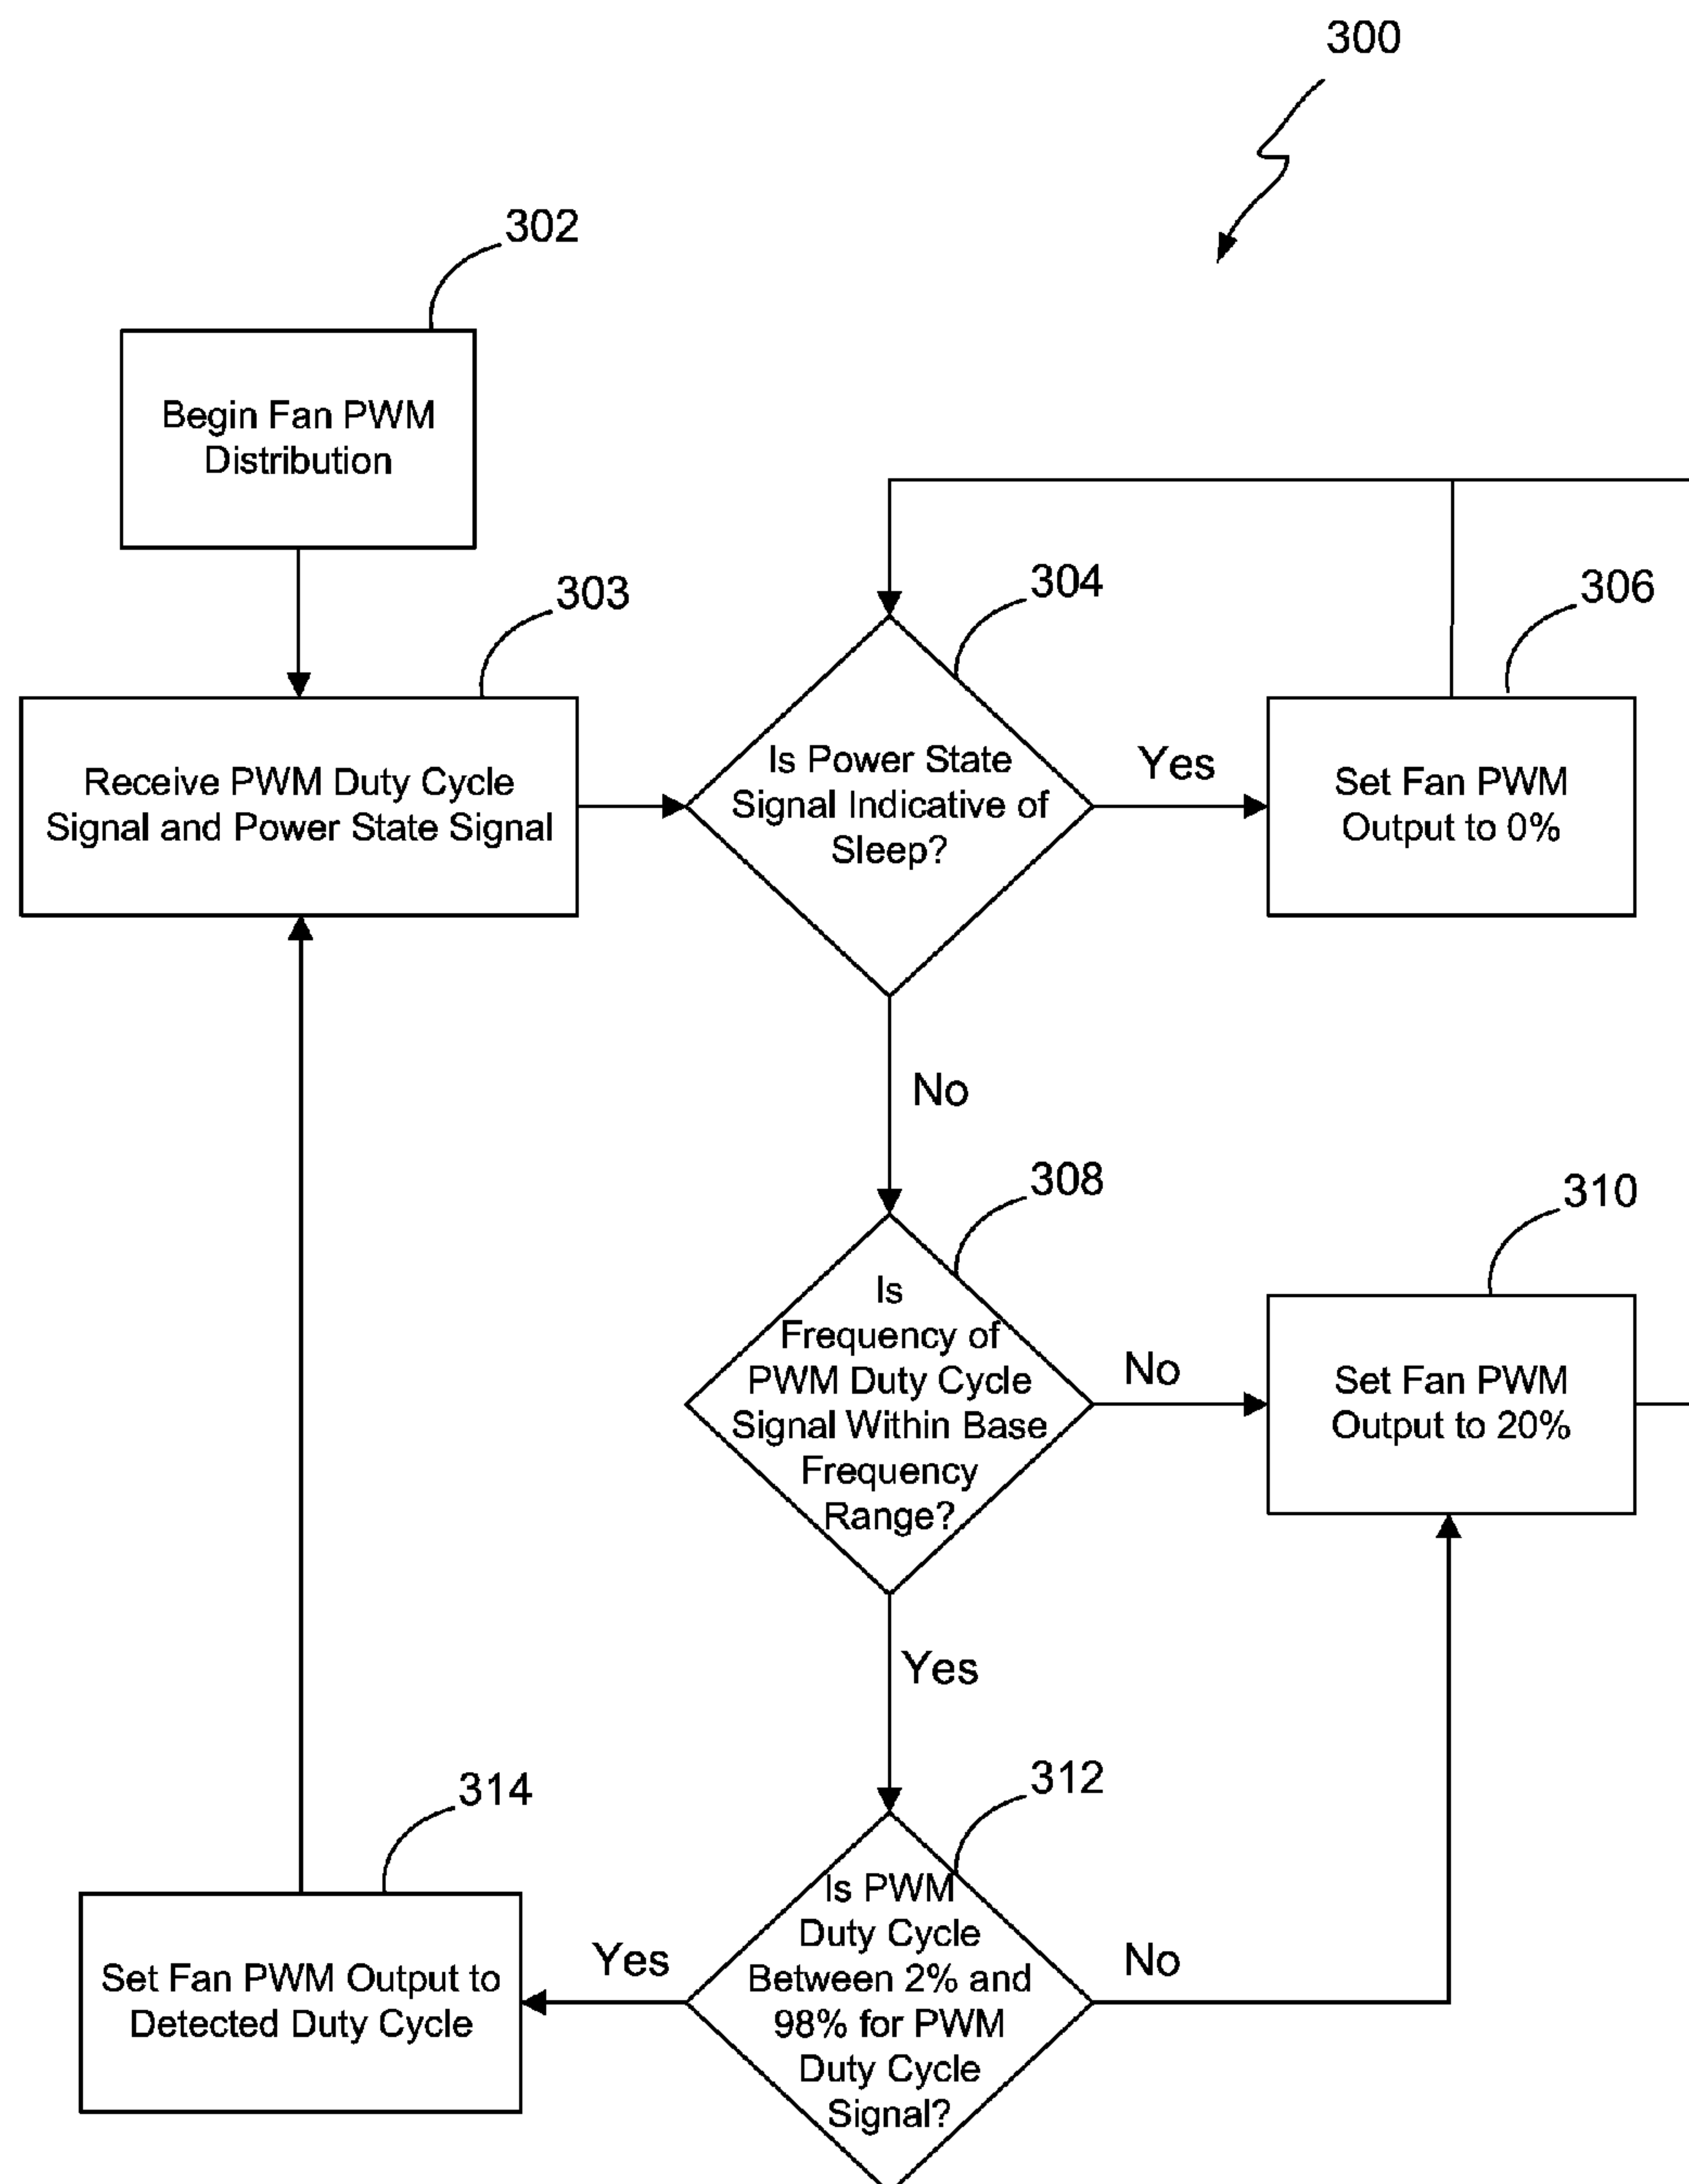 300
302
Begin Fan PWM
Distribution
303
304
306
Receive PWM Duty Cycle
Signal and Power State Signal
Is Power State
Signal Indicative of
Sleep?
Yes
Set Fan PWM
Output to 0%
No
308
310
Is
Frequency of
PWM Duty Cycle
Signal Within Base
Frequency
Range?
No
Set Fan PWM
Output to 20%
Yes
314
312
Set Fan PWM Output to
Detected Duty Cycle
Yes
Is PWM
Duty Cycle
Between 2% and
98% for PWM
Duty Cycle
Signal?
No